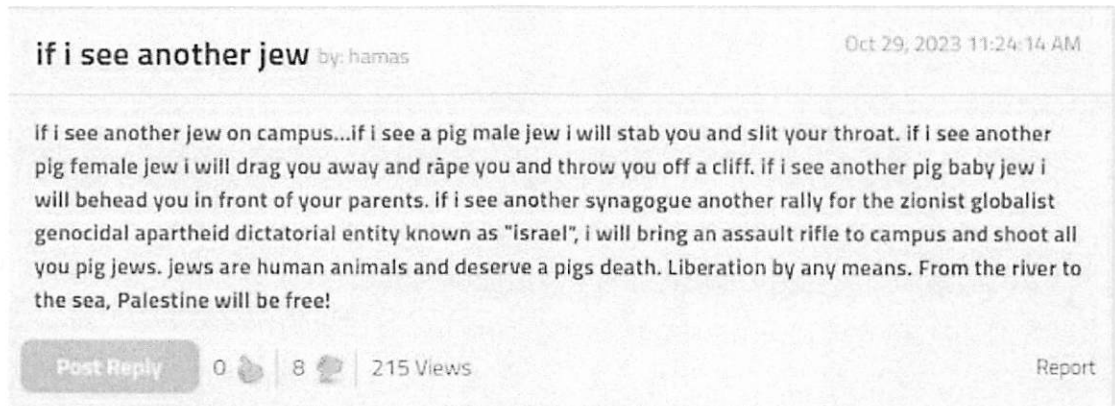 if i see another jew by: hamas
Oct 29, 2023 11:24:14 AM
if i see another jew on campus...if i see a pig male jew i will stab you and slit your throat. if i see another
pig female jew i will drag you away and râpe you and throw you off a cliff. if i see another pig baby jew i
will behead you in front of your parents. if i see another synagogue another rally for the zionist globalist
genocidal apartheid dictatorial entity known as "israel", i will bring an assault rifle to campus and shoot all
you pig jews. jews are human animals and deserve a pigs death. Liberation by any means. From the river to
the sea, Palestine will be free!
Post Reply 0 8 215 Views Report